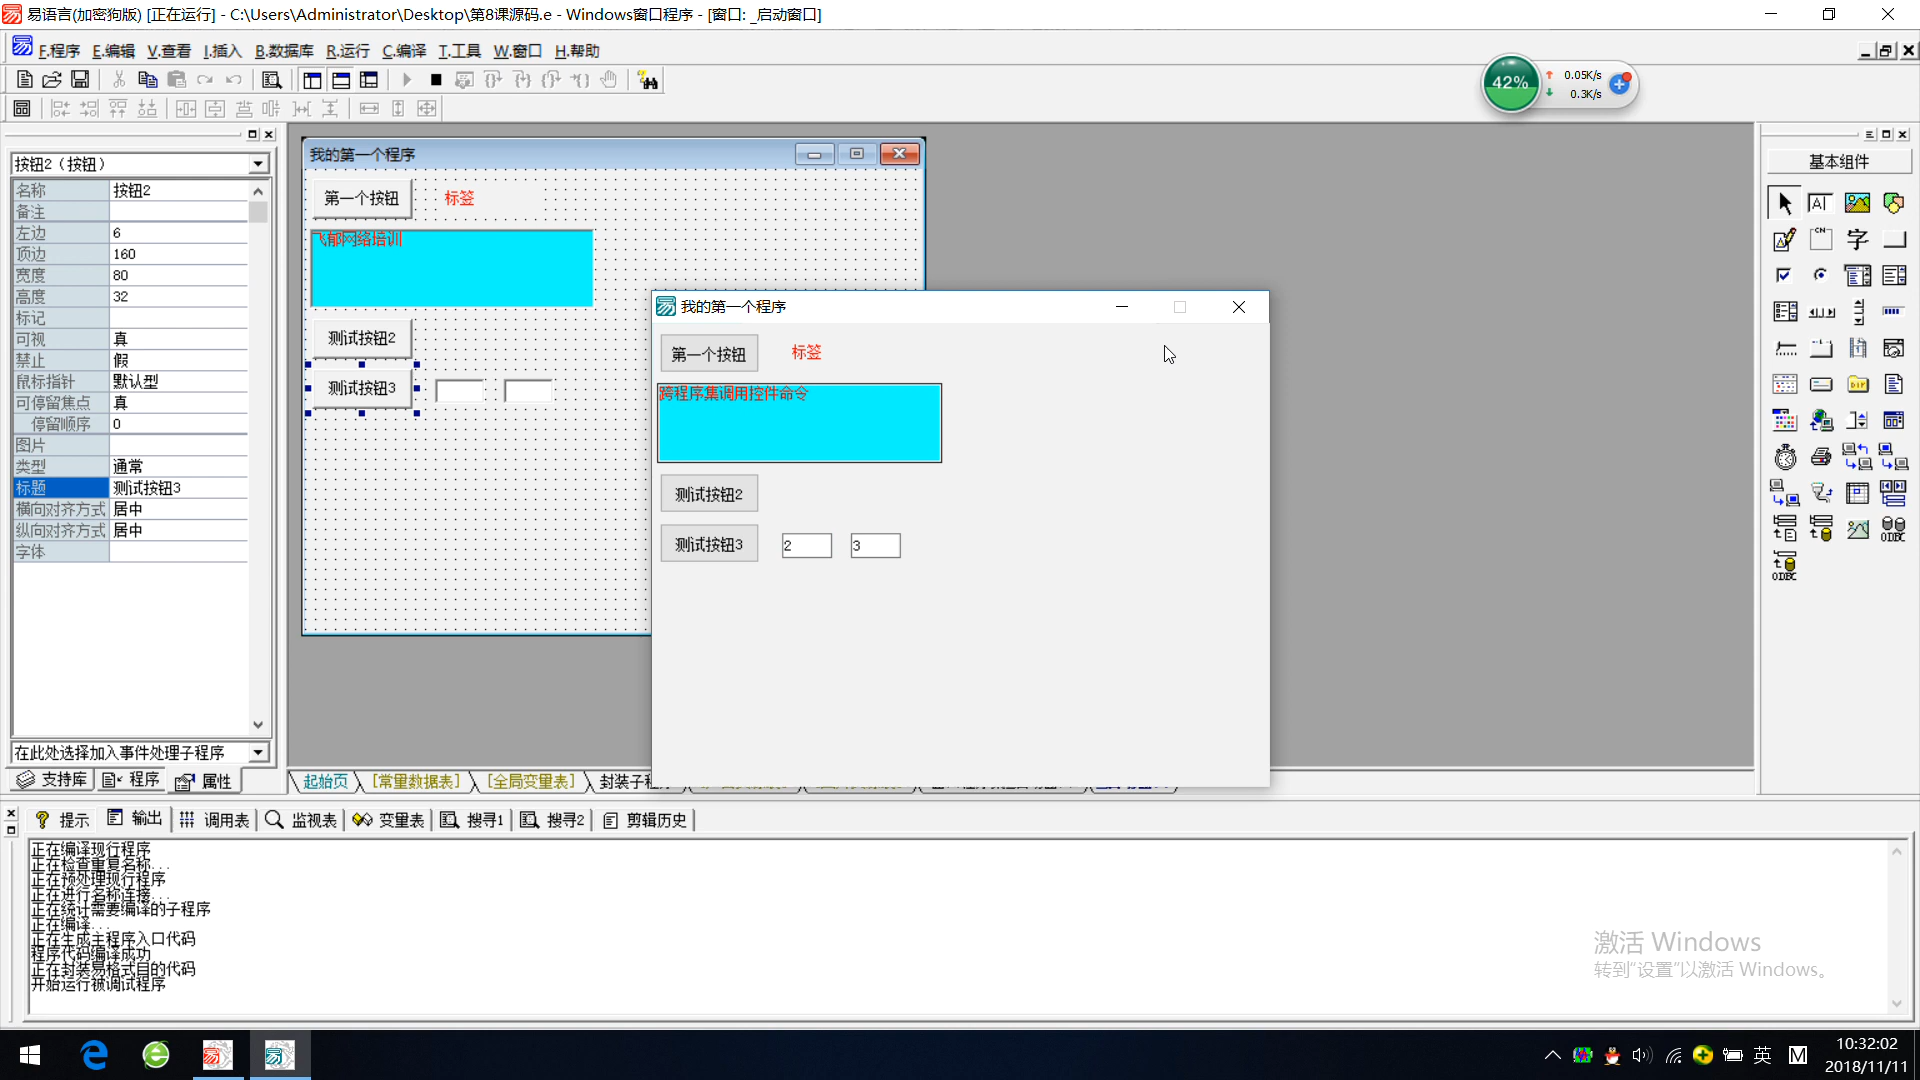 易语言(加密狗版) [正在运行] - C:\Users\Administrator\Desktop\第8课源码.e - Windows窗口程序 - [窗口: _启动窗口]
F.程序 E.编辑 V.查看 I.插入 B.数据库 R.运行 C.编译 T.工具 W.窗口 H.帮助
42%
0.05K/s
0.3K/s
按钮2（按钮）
名称 按钮2
备注
左边 6
顶边 160
宽度 80
高度 32
标记
可视 真
禁止 假
鼠标指针 默认型
可停留焦点 真
停留顺序 0
图片
类型 通常
标题 测试按钮3
横向对齐方式 居中
纵向对齐方式 居中
字体
在此处选择加入事件处理子程序
支持库 程序 属性
我的第一个程序
第一个按钮 标签
飞郁网络培训
测试按钮2
测试按钮3
我的第一个程序
第一个按钮 标签
跨程序集调用控件命令
测试按钮2
测试按钮3 2 3
起始页 [常量数据表] [全局变量表]
基本组件
提示 输出 调用表 监视表 变量表 搜寻1 搜寻2 剪辑历史
正在编译现行程序
正在检查重复名称...
正在预处理现行程序
正在进行名称连接...
正在统计需要编译的子程序
正在编译...
正在生成主程序入口代码
程序代码编译成功
正在封装易格式目的代码
开始运行被调试程序
激活 Windows
转到"设置"以激活 Windows。
英 M
10:32:02
2018/11/11